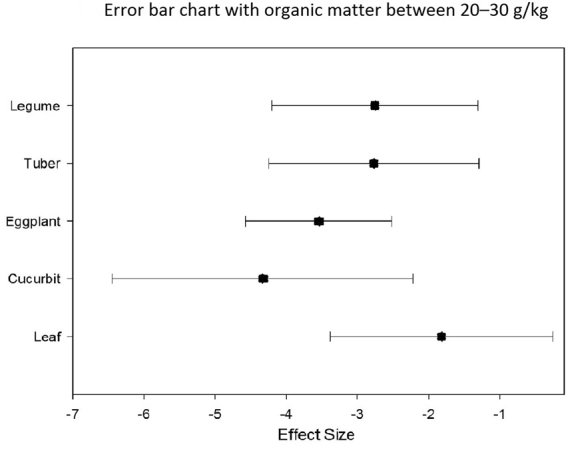 Error bar chart with organic matter between 20–30 g/kg
Legume
Tuber
Eggplant
Cucurbit
Leaf
-7 -6 -5 -4 -3 -2 -1
Effect Size